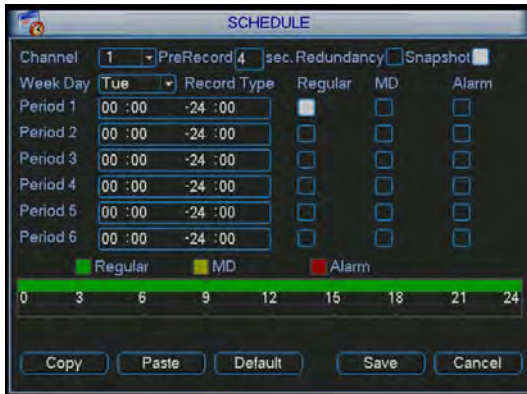 SCHEDULE
Channel 1 PreRecord 4 sec. Redundancy Snapshot
Week Day Tue Record Type Regular MD Alarm
Period 1 00 :00 -24 :00
Period 2 00 :00 -24 :00
Period 3 00 :00 -24 :00
Period 4 00 :00 -24 :00
Period 5 00 :00 -24 :00
Period 6 00 :00 -24 :00
Regular MD Alarm
0 3 6 9 12 15 18 21 24
Copy Paste Default Save Cancel